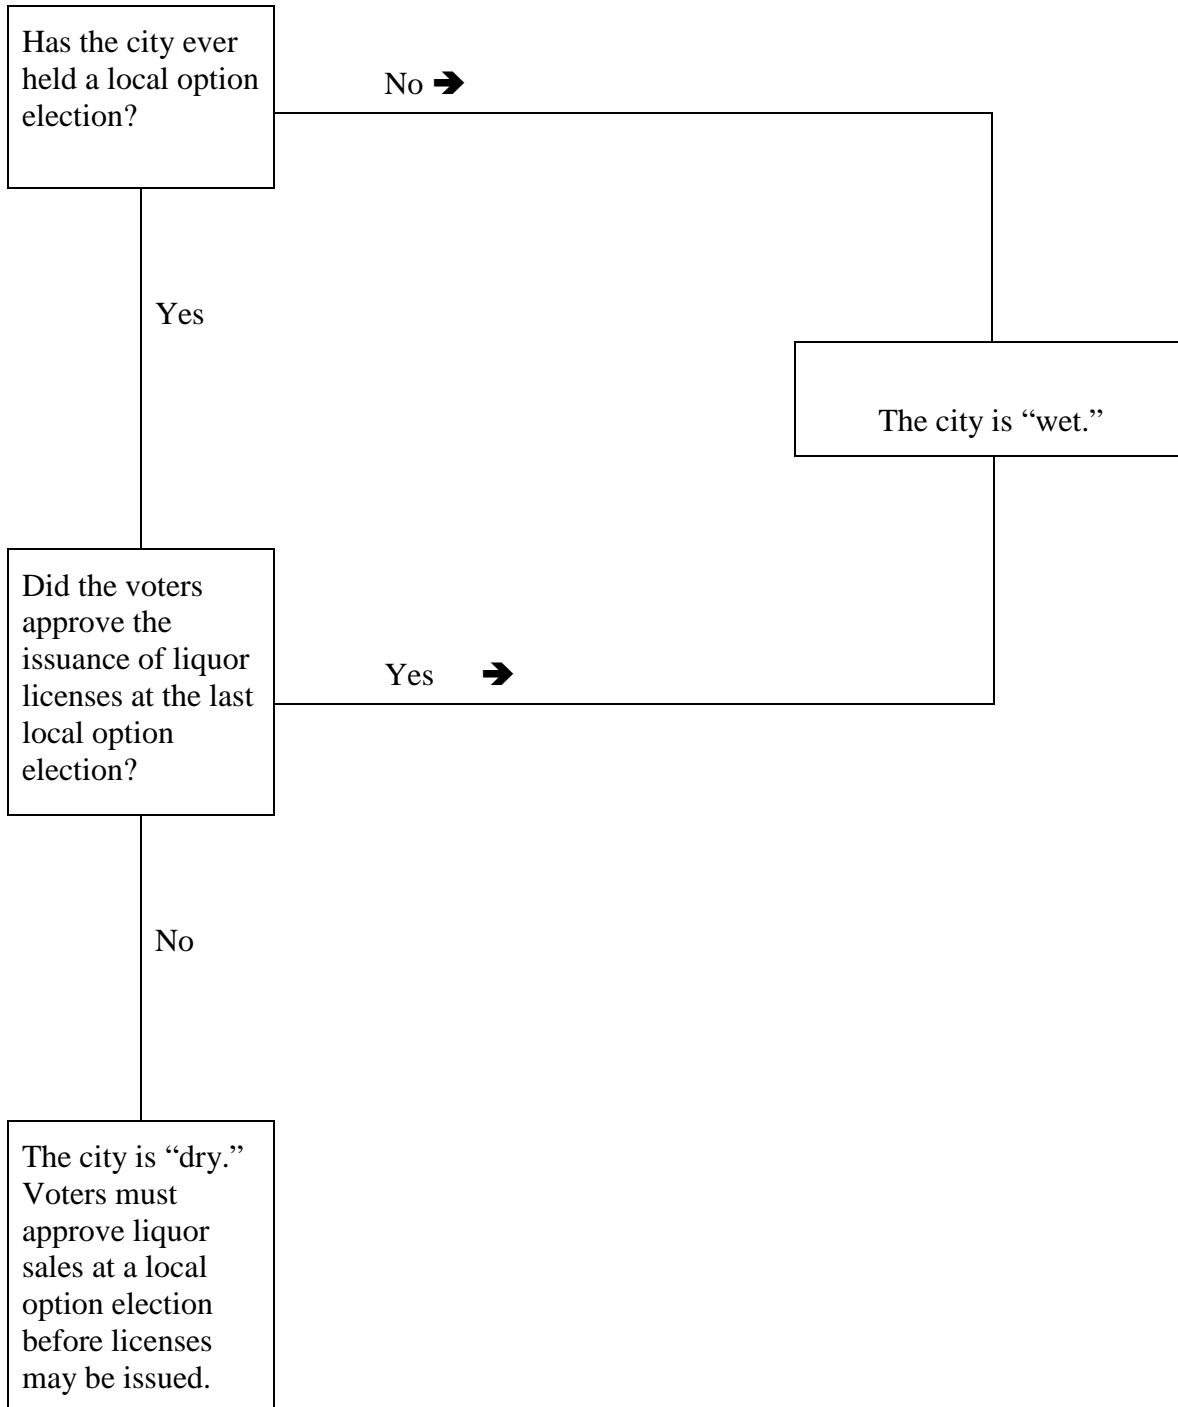 Has the city ever
held a local option
election?
No ➔
Yes
The city is “wet.”
Did the voters
approve the
issuance of liquor
licenses at the last
local option
election?
Yes ➔
No
The city is “dry.”
Voters must
approve liquor
sales at a local
option election
before licenses
may be issued.